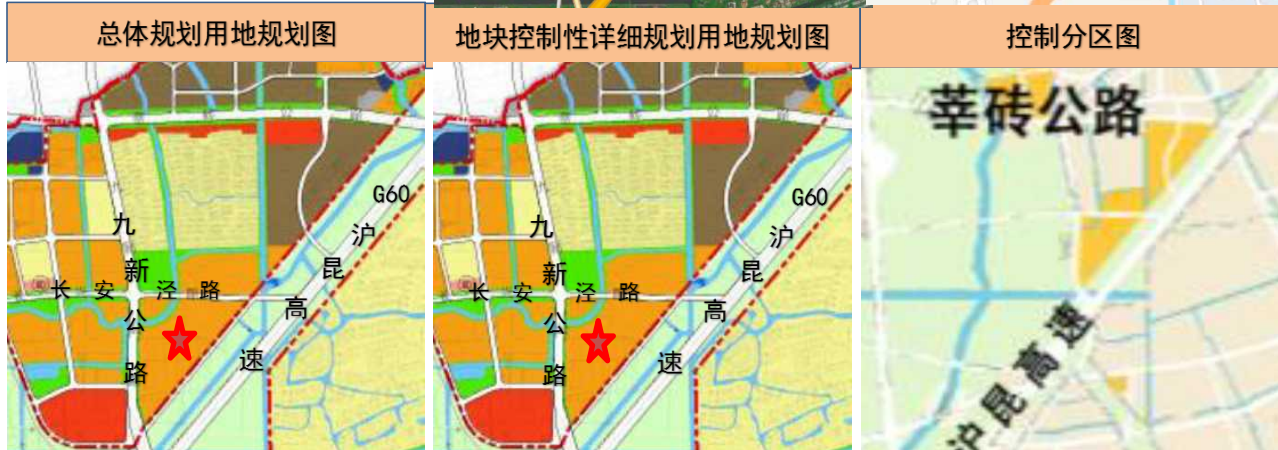 总体规划用地规划图
地块控制性详细规划用地规划图
控制分区图
G60
沪
昆
高
速
九
新
公
路
长安泾路
G60
沪
昆
高
速
九
新
公
路
长安泾路
莘砖公路
沪昆高速